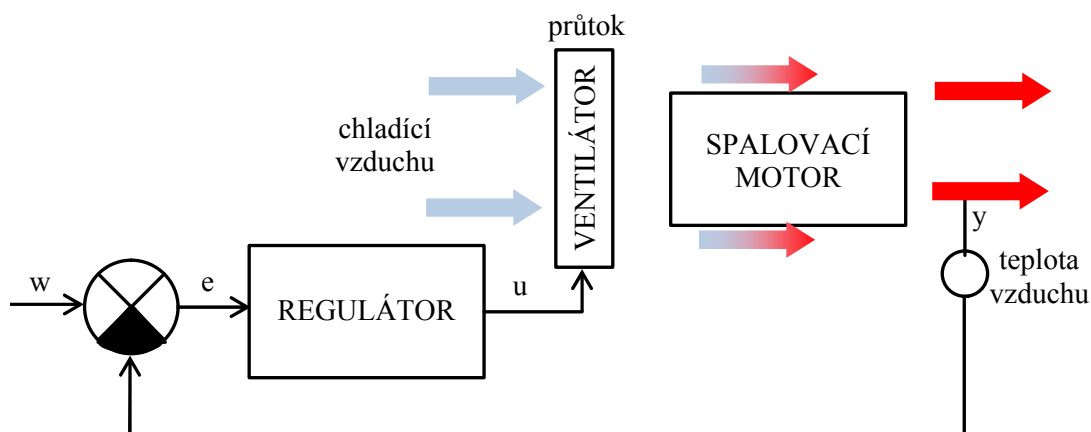 průtok
chladící
vzduchu
VENTILÁTOR
SPALOVACÍ
MOTOR
y
teplota
vzduchu
w
e
REGULÁTOR
u